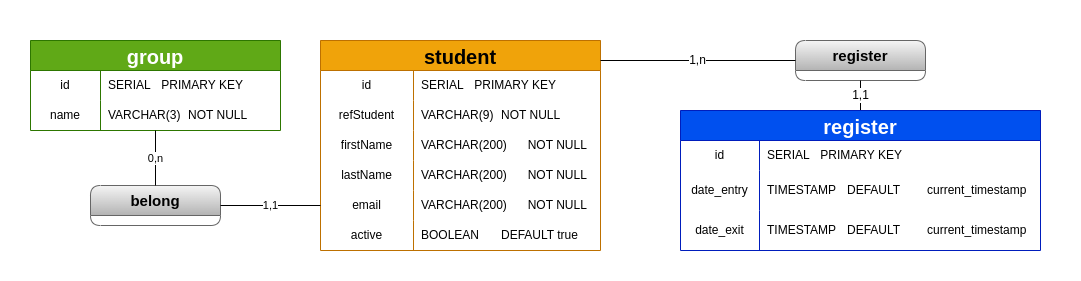 group
id SERIAL PRIMARY KEY
name VARCHAR(3) NOT NULL
0,n
belong
1,1
student
id SERIAL PRIMARY KEY
refStudent VARCHAR(9) NOT NULL
firstName VARCHAR(200) NOT NULL
lastName VARCHAR(200) NOT NULL
email VARCHAR(200) NOT NULL
active BOOLEAN DEFAULT true
1,n
register
1,1
register
id SERIAL PRIMARY KEY
date_entry TIMESTAMP DEFAULT current_timestamp
date_exit TIMESTAMP DEFAULT current_timestamp